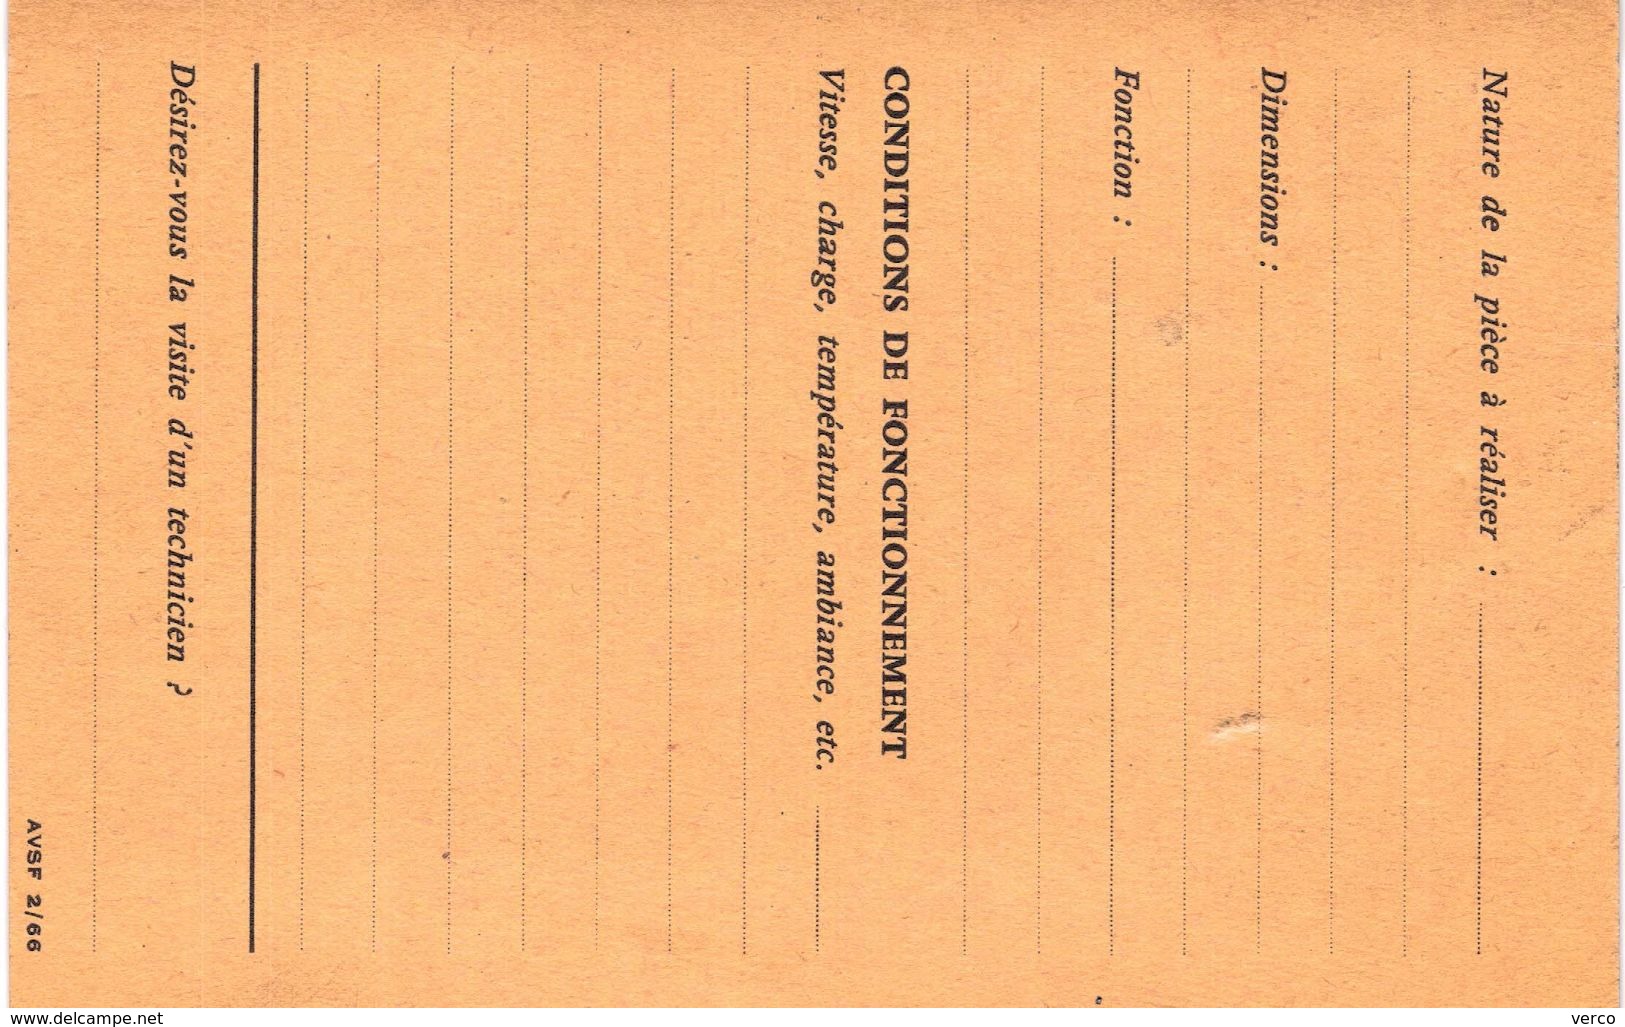 Nature de la pièce à réaliser :
Dimensions :
Fonction :
CONDITIONS DE FONCTIONNEMENT
Vitesse, charge, température, ambiance, etc.
Désirez-vous la visite d'un technicien ?
AVSF 2/66
www.delcampe.net
verco